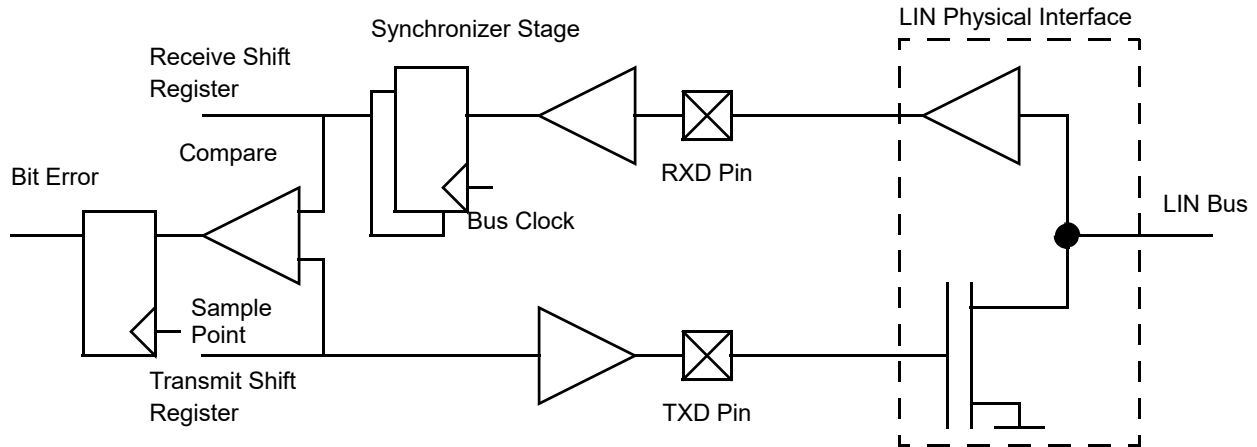 LIN Physical Interface
Synchronizer Stage
Receive Shift
Register
Compare
RXD Pin
Bit Error
LIN Bus
Bus Clock
Sample
Point
Transmit Shift
Register
TXD Pin